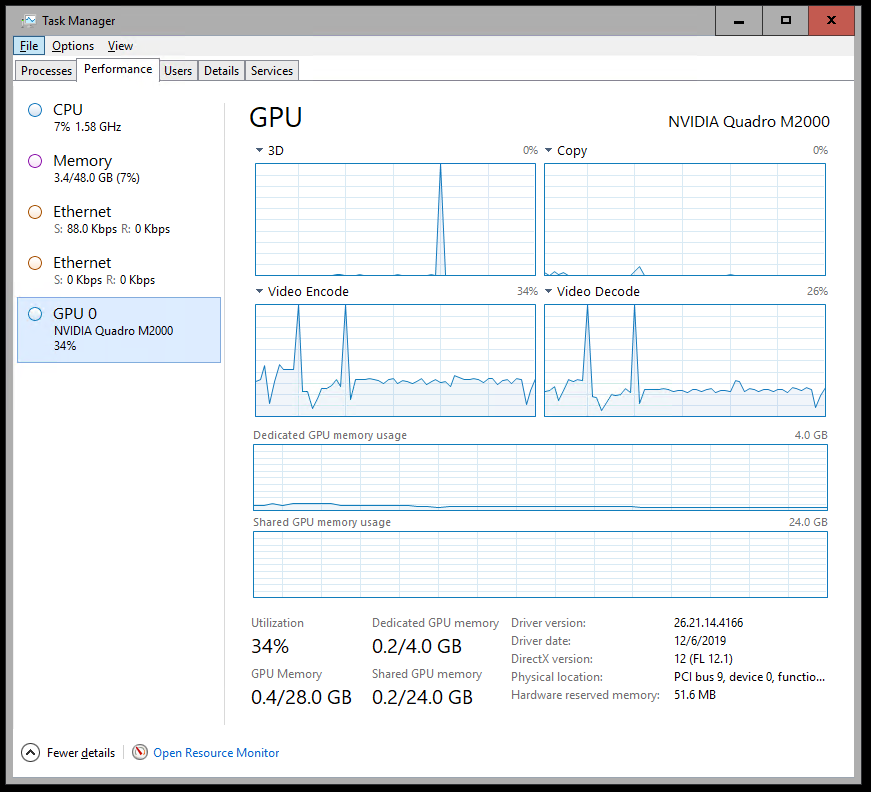 Task Manager
File Options View
Processes Performance Users Details Services
CPU
7% 1.58 GHz
Memory
3.4/48.0 GB (7%)
Ethernet
S: 88.0 Kbps R: 0 Kbps
Ethernet
S: 0 Kbps R: 0 Kbps
GPU 0
NVIDIA Quadro M2000
34%
GPU NVIDIA Quadro M2000
3D 0% Copy 0%
Video Encode 34% Video Decode 26%
Dedicated GPU memory usage 4.0 GB
Shared GPU memory usage 24.0 GB
Utilization
34%
Dedicated GPU memory
0.2/4.0 GB
GPU Memory
0.4/28.0 GB
Shared GPU memory
0.2/24.0 GB
Driver version: 26.21.14.4166
Driver date: 12/6/2019
DirectX version: 12 (FL 12.1)
Physical location: PCI bus 9, device 0, functio...
Hardware reserved memory: 51.6 MB
Fewer details Open Resource Monitor